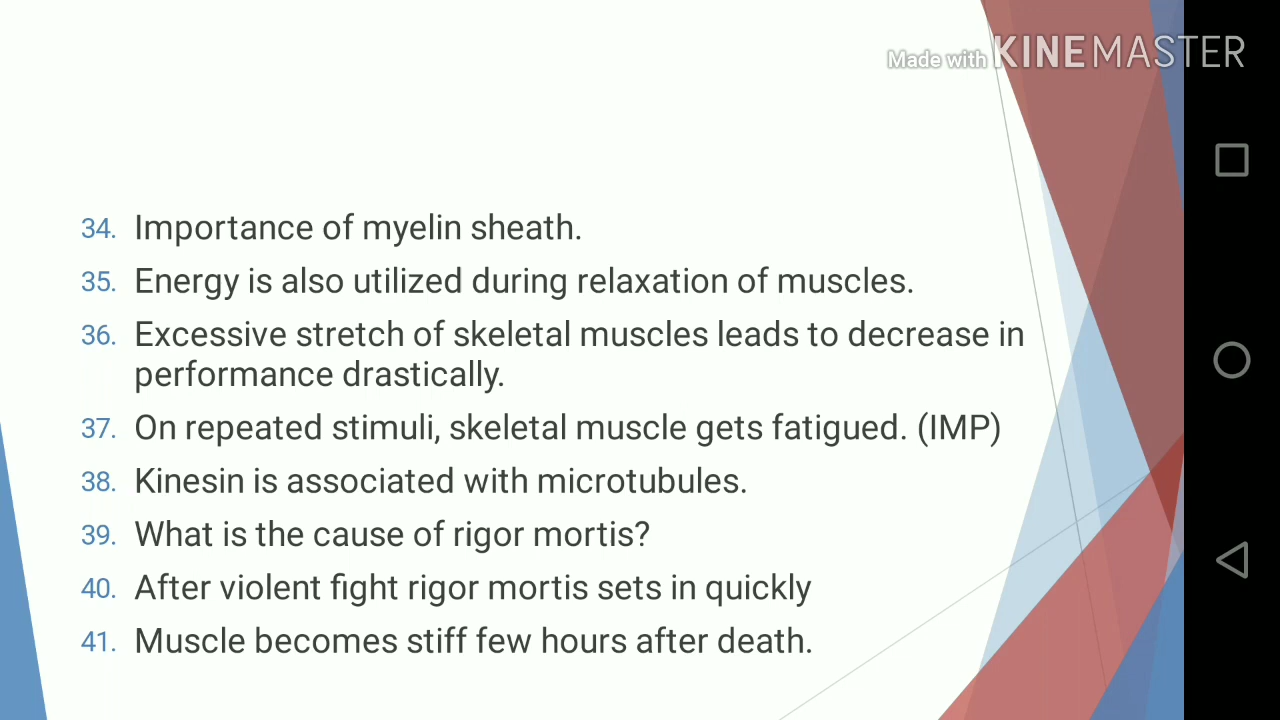 Made with KINEMASTER
34. Importance of myelin sheath.
35. Energy is also utilized during relaxation of muscles.
36. Excessive stretch of skeletal muscles leads to decrease in
performance drastically.
37. On repeated stimuli, skeletal muscle gets fatigued. (IMP)
38. Kinesin is associated with microtubules.
39. What is the cause of rigor mortis?
40. After violent fight rigor mortis sets in quickly
41. Muscle becomes stiff few hours after death.